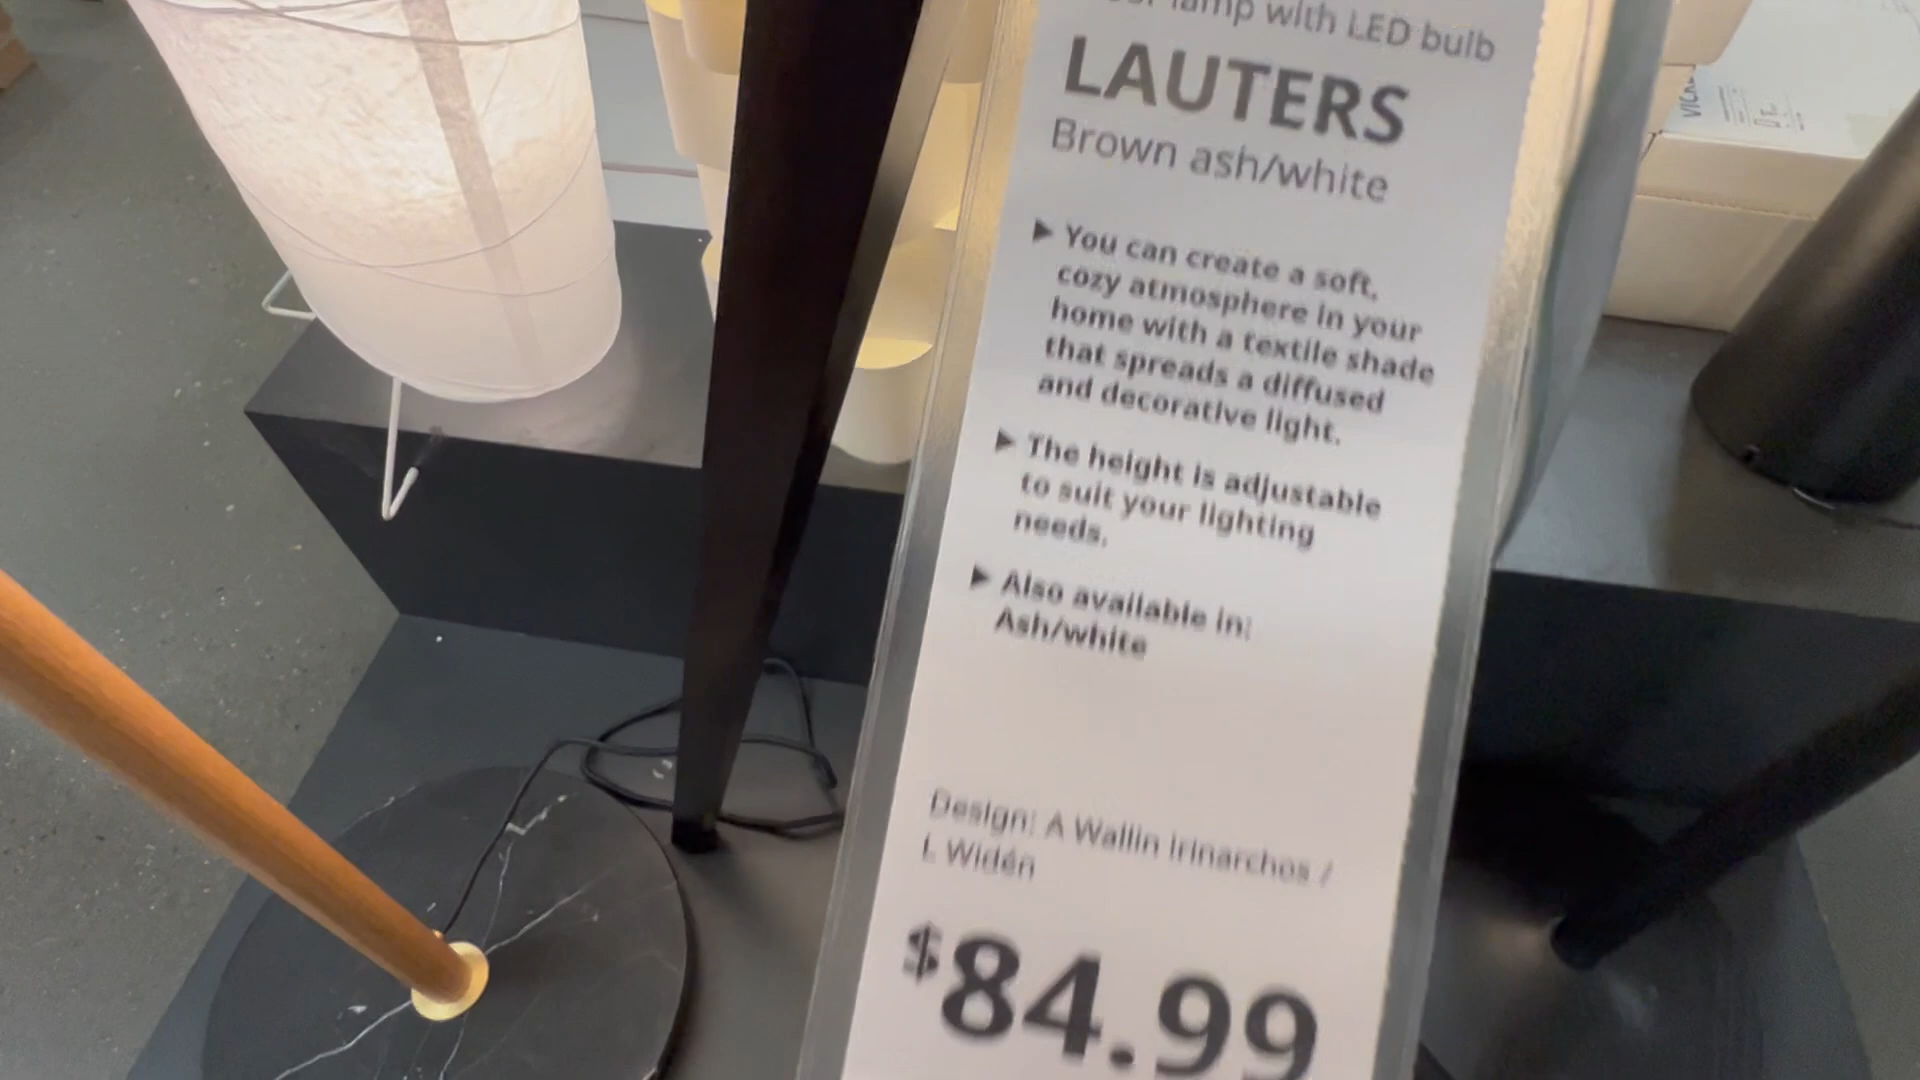 lamp with LED bulb
LAUTERS
Brown ash/white
▶ You can create a soft,
cozy atmosphere in your
home with a textile shade
that spreads a diffused
and decorative light.
▶ The height is adjustable
to suit your lighting
needs.
▶ Also available in:
Ash/white
Design: A Wallin Irinarchos /
L Widén
$84.99